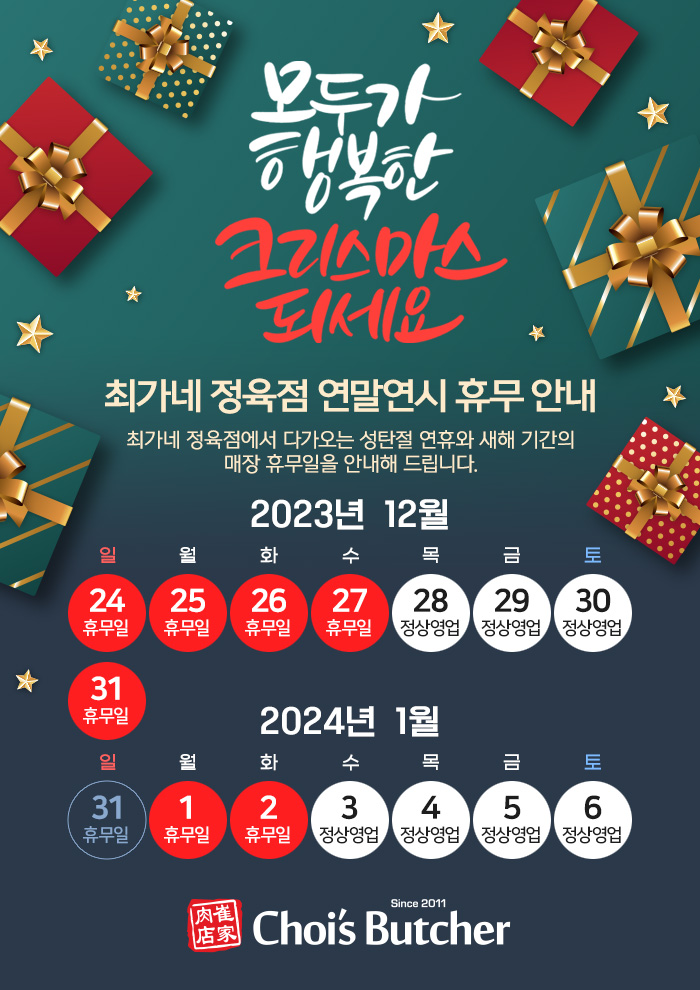 모두가
행복한
크리스마스
되세요
최가네 정육점 연말연시 휴무 안내
최가네 정육점에서 다가오는 성탄절 연휴와 새해 기간의
매장 휴무일을 안내해 드립니다.
2023년 12월
일 월 화 수 목 금 토
24 25 26 27 28 29 30
휴무일 휴무일 휴무일 휴무일 정상영업 정상영업 정상영업
31
휴무일
2024년 1월
일 월 화 수 목 금 토
31 1 2 3 4 5 6
휴무일 휴무일 휴무일 정상영업 정상영업 정상영업 정상영업
Since 2011
肉崔
店家
Choi's Butcher